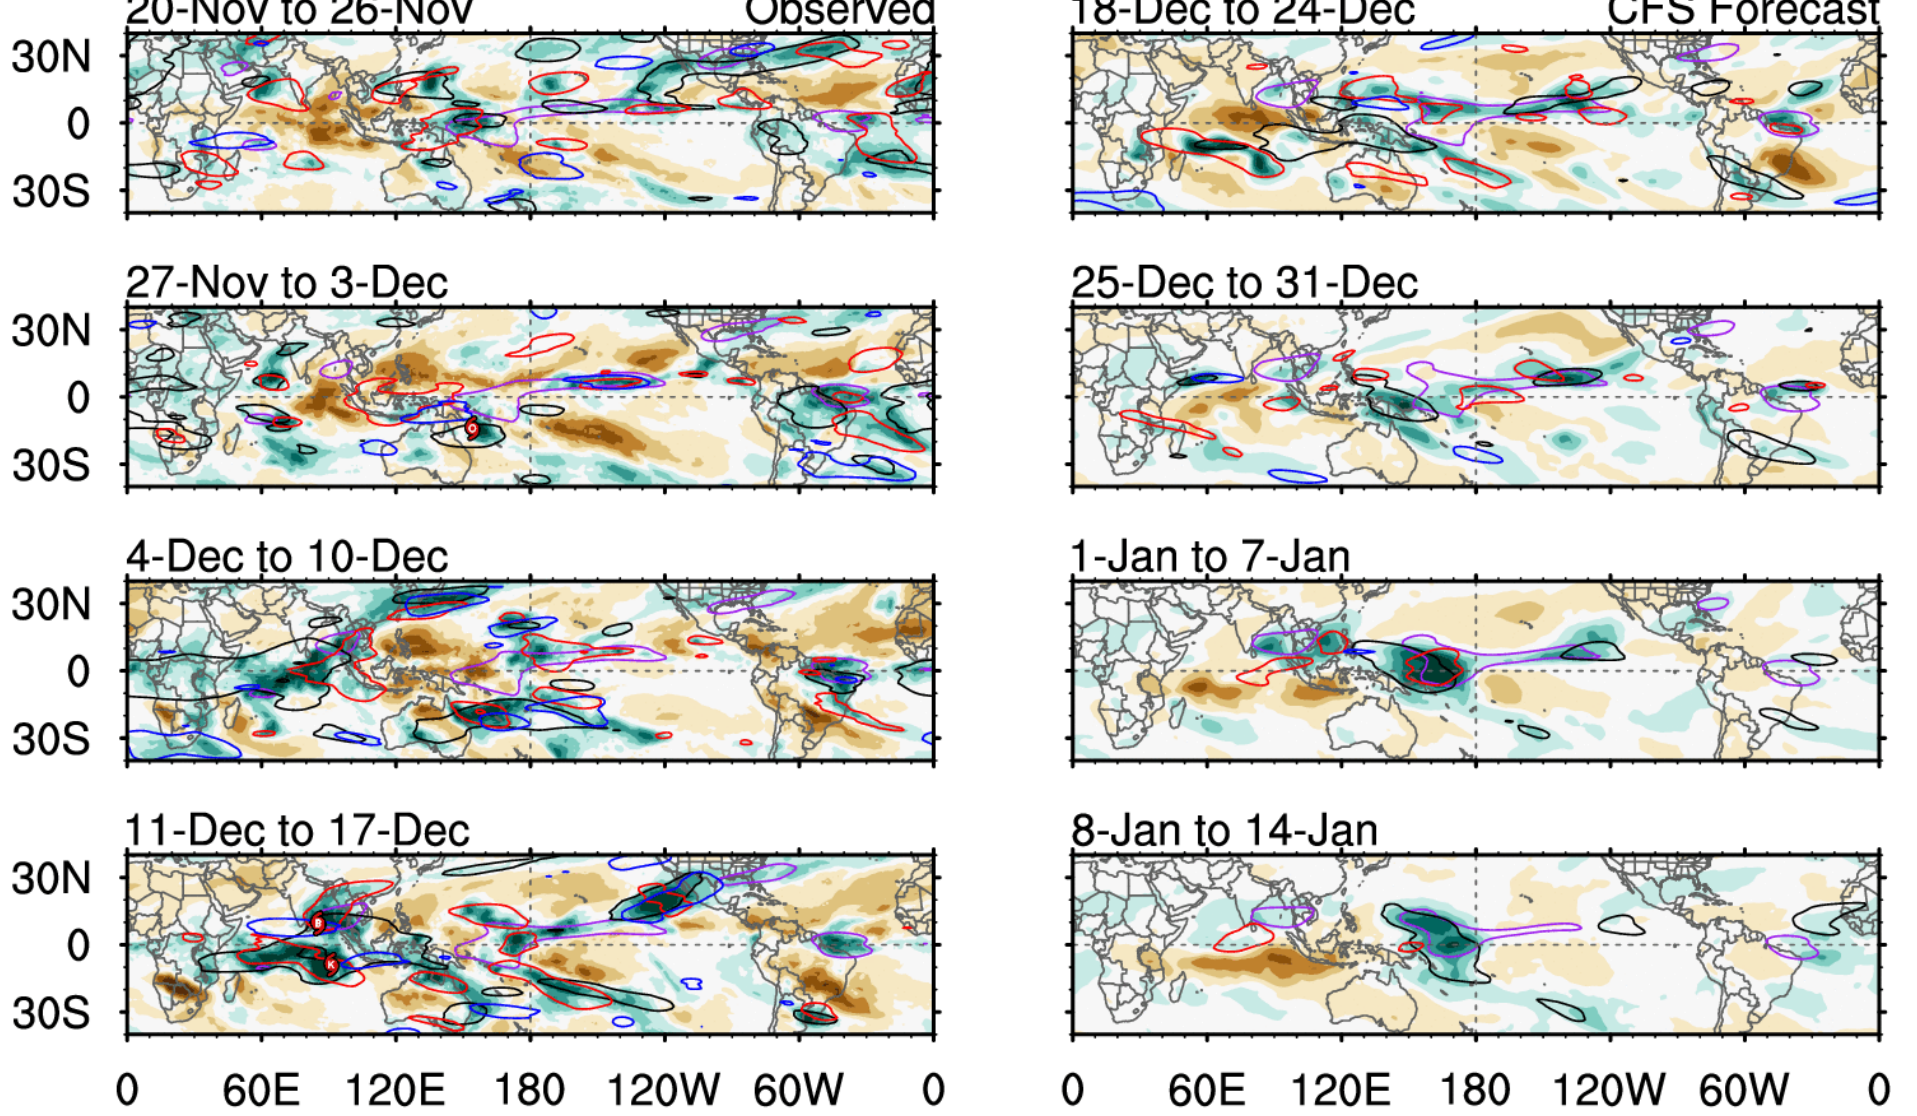 20-Nov to 26-Nov Observed
30N
0
30S
27-Nov to 3-Dec
30N
0
30S
4-Dec to 10-Dec
30N
0
30S
11-Dec to 17-Dec
B
K
30N
0
30S
0 60E 120E 180 120W 60W 0
18-Dec to 24-Dec CFS Forecast
25-Dec to 31-Dec
1-Jan to 7-Jan
8-Jan to 14-Jan
0 60E 120E 180 120W 60W 0